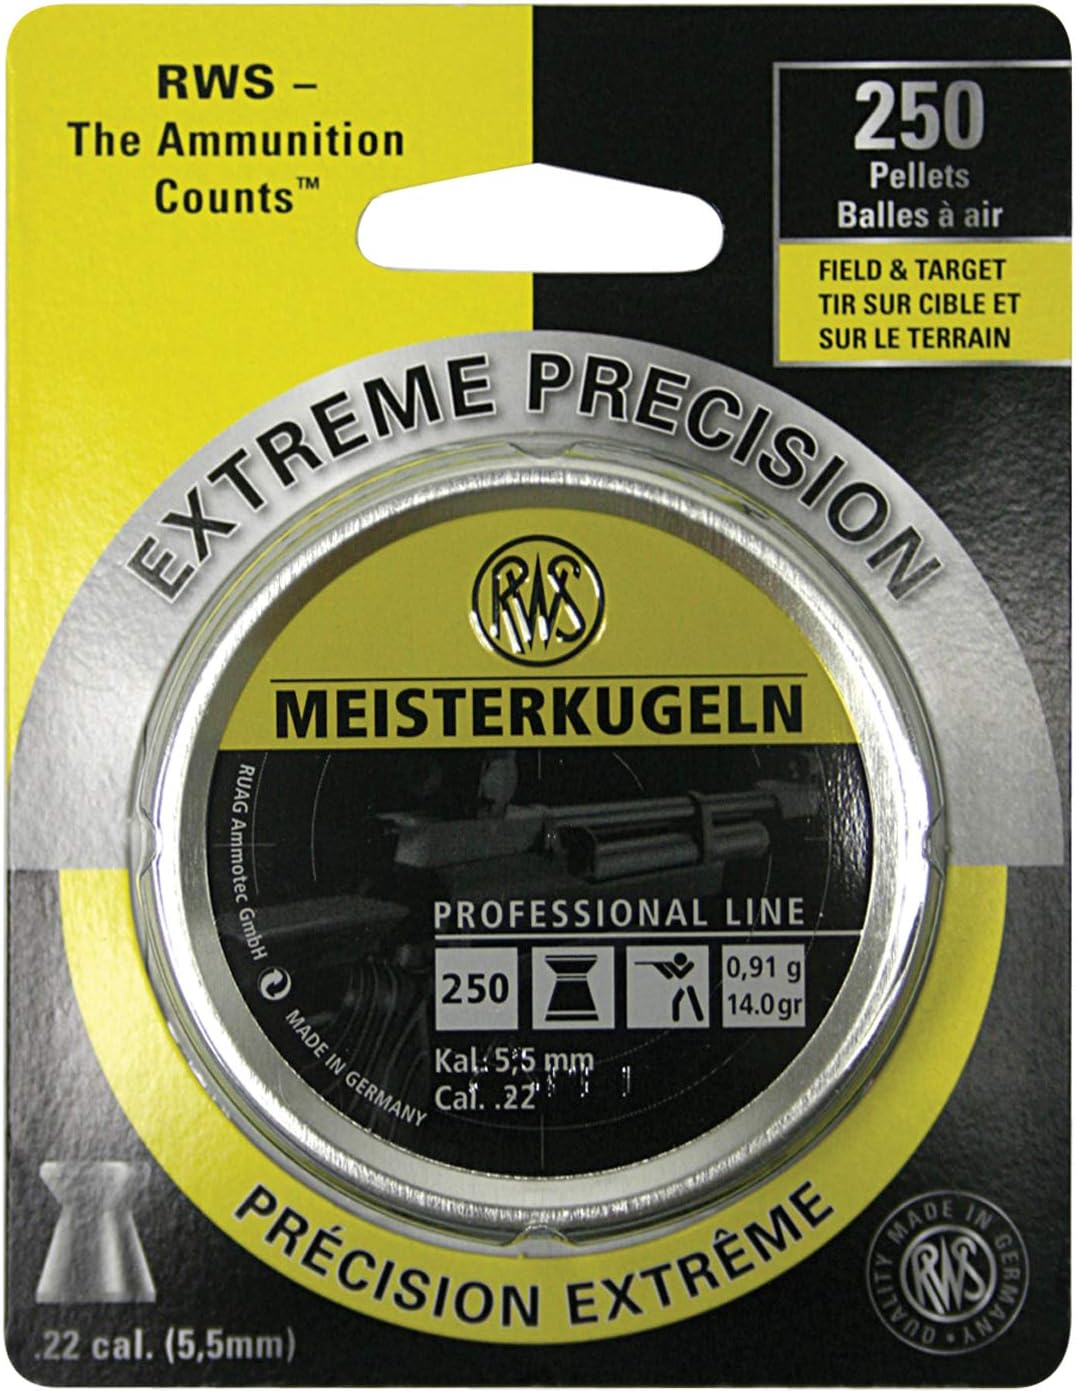 RWS –
The Ammunition
Counts™
250
Pellets
Balles à air
FIELD & TARGET
TIR SUR CIBLE ET
SUR LE TERRAIN
EXTREME PRECISION
RWS
MEISTERKUGELN
RUAG Ammotec GmbH
MADE IN GERMANY
PROFESSIONAL LINE
250
0,91 g
14.0gr
Kal. 5,5 mm
Cal. .22
PRÉCISION EXTRÊME
.22 cal. (5,5mm)
QUALITY MADE IN GERMANY
RWS